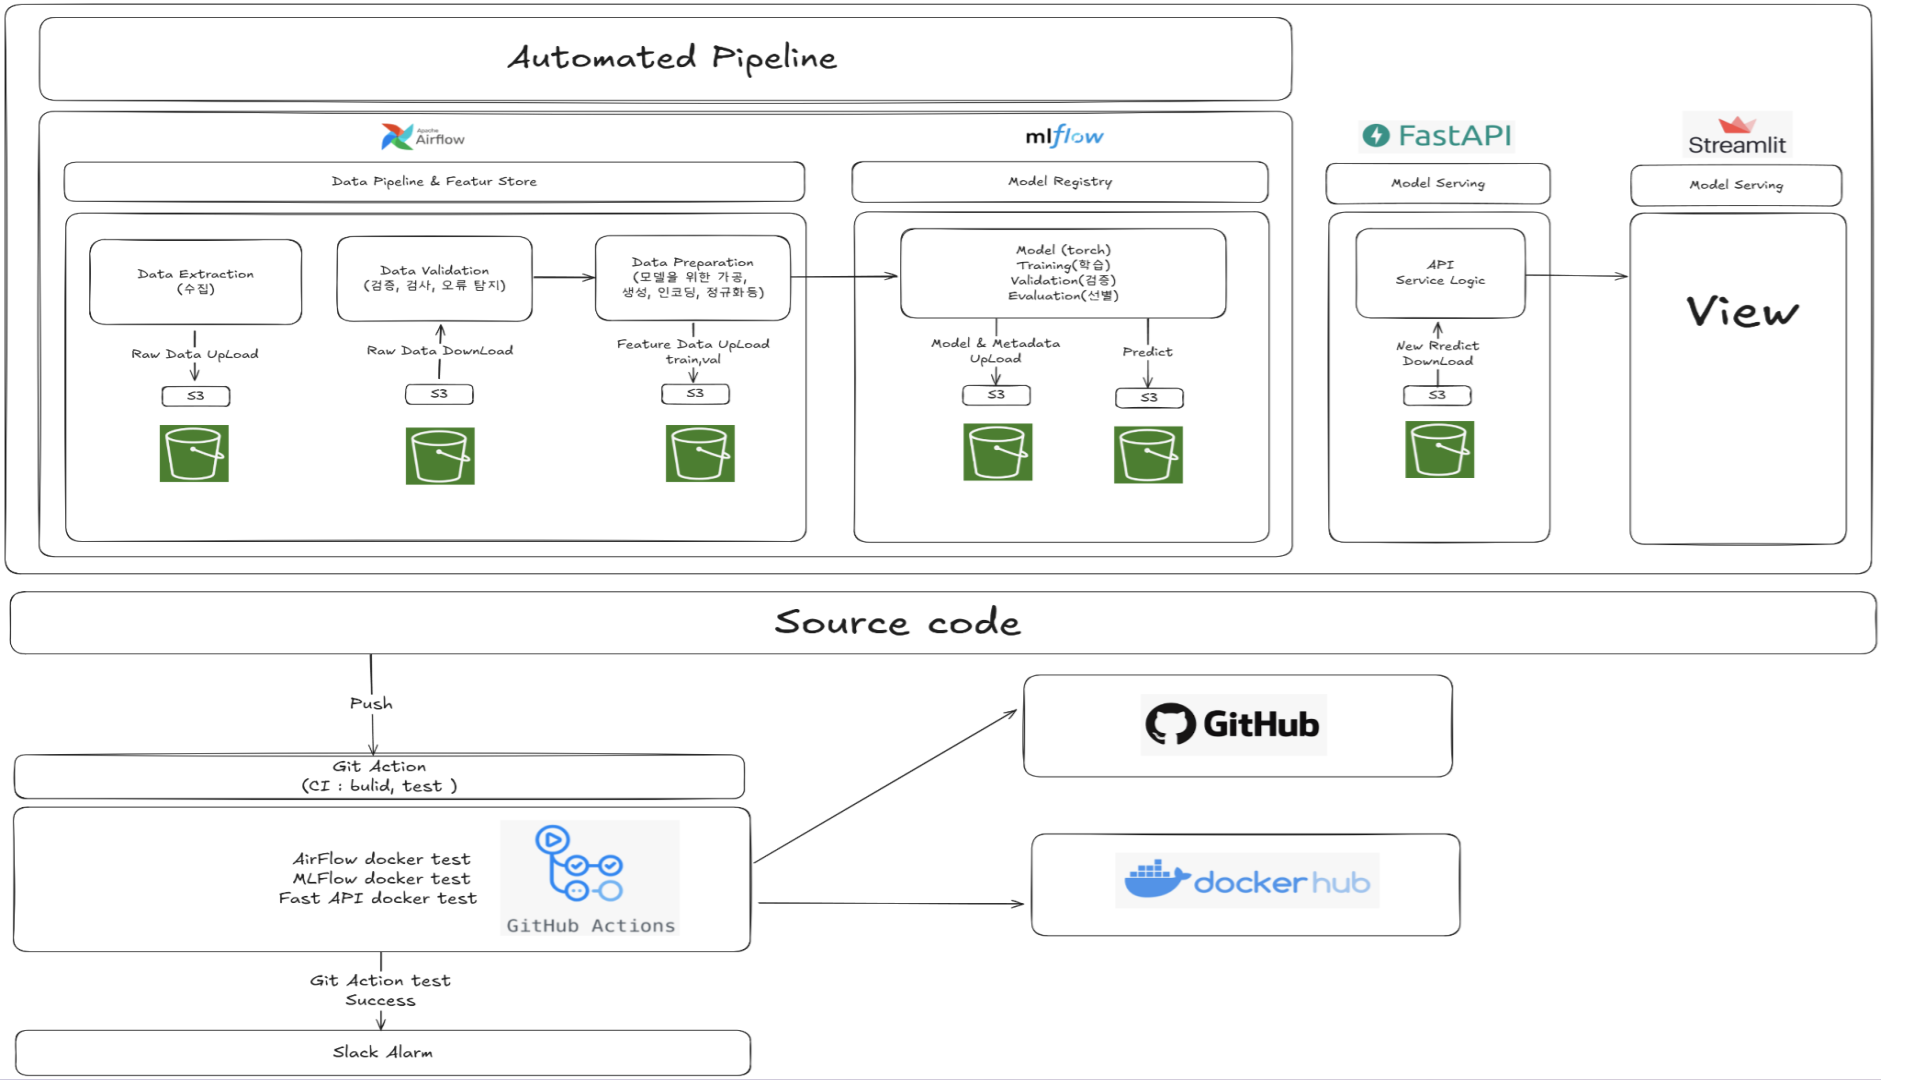 Automated Pipeline
Apache
Airflow
mlflow
FastAPI
Streamlit
Data Pipeline & Featur Store
Model Registry
Model Serving
Model Serving
Data Extraction
(수집)
Data Validation
(검증, 검사, 오류 탐지)
Data Preparation
(모델을 위한 가공,
생성, 인코딩, 정규화등)
Model (torch)
Training(학습)
Validation(검증)
Evaluation(선별)
API
Service Logic
View
Raw Data UpLoad
Raw Data DownLoad
Feature Data UpLoad
train,val
Model & Metadata
UpLoad
Predict
New Rredict
DownLoad
S3
S3
S3
S3
S3
S3
Source code
Push
Git Action
(CI : bulid, test )
AirFlow docker test
MLFlow docker test
Fast API docker test
GitHub Actions
GitHub
docker hub
Git Action test
Success
Slack Alarm